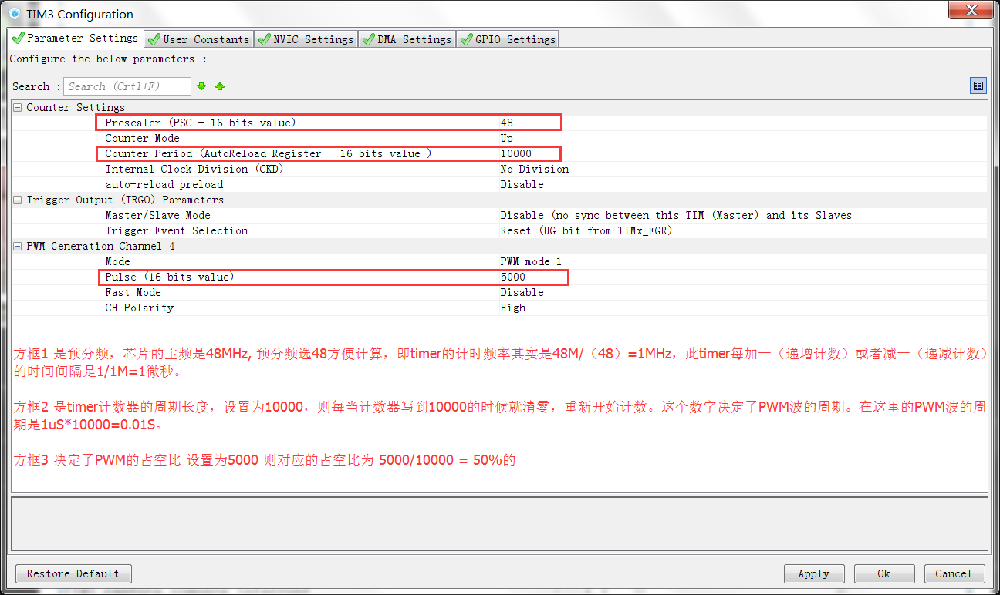 TIM3 Configuration
Parameter Settings User Constants NVIC Settings DMA Settings GPIO Settings
Configure the below parameters :
Search : Search (Crtl+F)
Counter Settings
Prescaler (PSC - 16 bits value) 48
Counter Mode Up
Counter Period (AutoReload Register - 16 bits value ) 10000
Internal Clock Division (CKD) No Division
auto-reload preload Disable
Trigger Output (TRGO) Parameters
Master/Slave Mode Disable (no sync between this TIM (Master) and its Slaves
Trigger Event Selection Reset (UG bit from TIMx_EGR)
PWM Generation Channel 4
Mode PWM mode 1
Pulse (16 bits value) 5000
Fast Mode Disable
CH Polarity High
方框1 是预分频，芯片的主频是48MHz, 预分频选48方便计算，即timer的计时频率其实是48M/（48）=1MHz，此timer每加一（递增计数）或者减一（递减计数）
的时间间隔是1/1M=1微秒。
方框2 是timer计数器的周期长度，设置为10000，则每当计数器写到10000的时候就清零，重新开始计数。这个数字决定了PWM波的周期。在这里的PWM波的周
期是1uS*10000=0.01S。
方框3 决定了PWM的占空比 设置为5000 则对应的占空比为 5000/10000 = 50%的
Restore Default Apply Ok Cancel